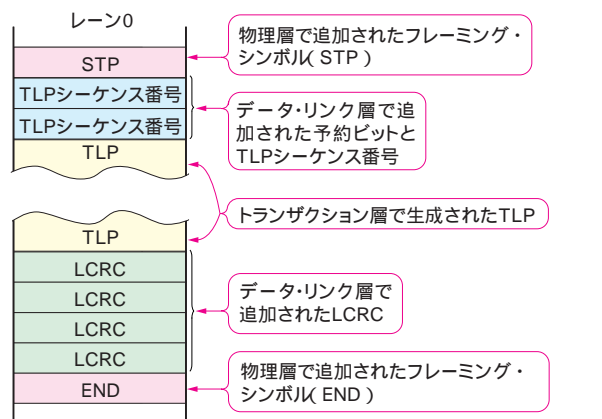 レーン0
STP
TLPシーケンス番号
TLPシーケンス番号
TLP
TLP
LCRC
LCRC
LCRC
LCRC
END
物理層で追加されたフレーミング・
シンボル(STP)
データ・リンク層で追
加された予約ビットと
TLPシーケンス番号
トランザクション層で生成されたTLP
データ・リンク層で
追加されたLCRC
物理層で追加されたフレーミング・
シンボル(END)